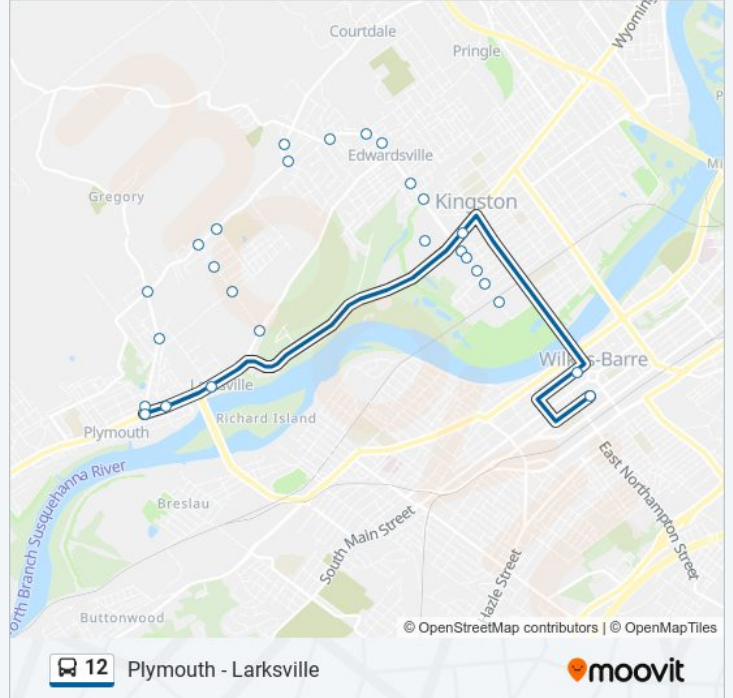 Courtdale
Wyoming
Pringle
Edwardsville
Gregory
Kingston
Wilkes-Barre
Larksville
Richard Island
Plymouth
North Branch Susquehanna River
Breslau
South Main Street
East Northampton Street
Hazle Street
Buttonwood
© OpenStreetMap contributors | © OpenMapTiles
12 Plymouth - Larksville
moovit